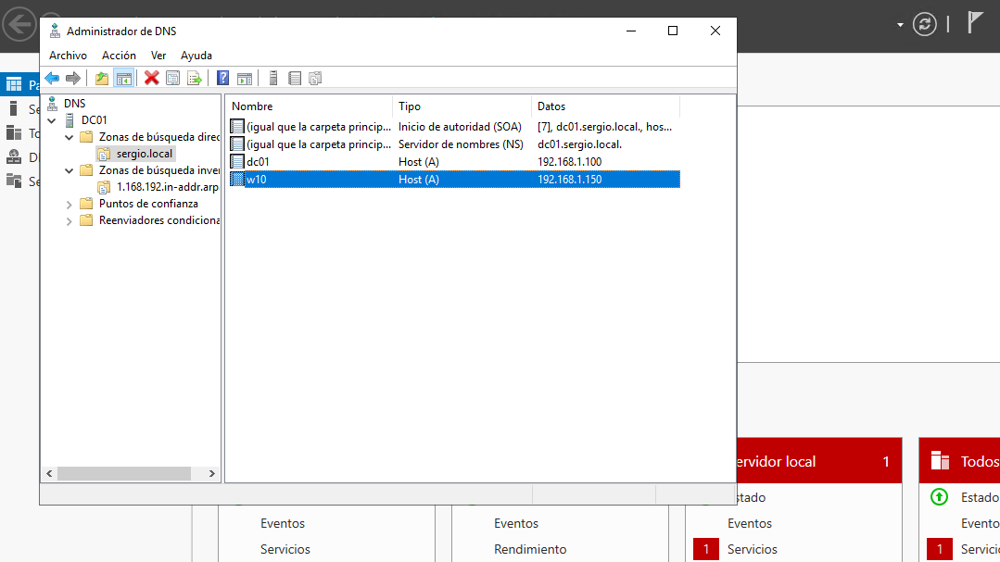 Administrador de DNS
Archivo Acción Ver Ayuda
DNS
DC01
Zonas de búsqueda direc
sergio.local
Zonas de búsqueda inver
1.168.192.in-addr.arpa
Puntos de confianza
Reenviadores condiciona
Nombre Tipo Datos
(igual que la carpeta princip... Inicio de autoridad (SOA) [7], dc01.sergio.local., hos...
(igual que la carpeta princip... Servidor de nombres (NS) dc01.sergio.local.
dc01 Host (A) 192.168.1.100
w10 Host (A) 192.168.1.150
Pa
Se
To
D
Se
ervidor local 1
Todos
stado
Estado
Eventos
Eventos
Eventos
Evento
Servicios
Rendimiento
1 Servicios
1 Servici